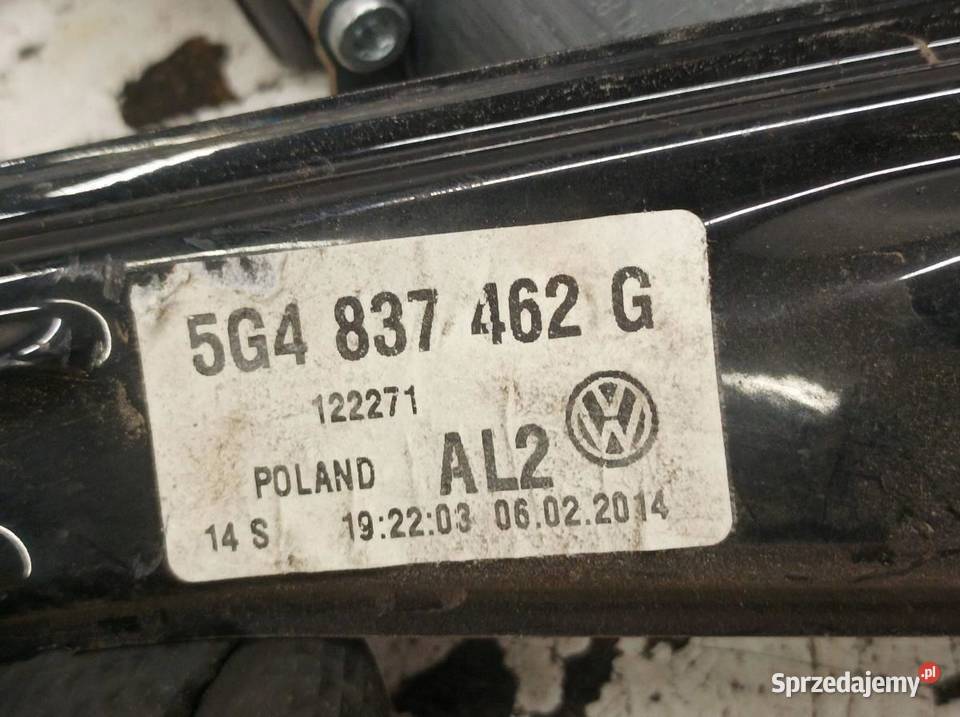 5G4 837 462 G
122271
POLAND AL2
14 S 19:22:03 06.02.2014
Sprzedajemy.pl